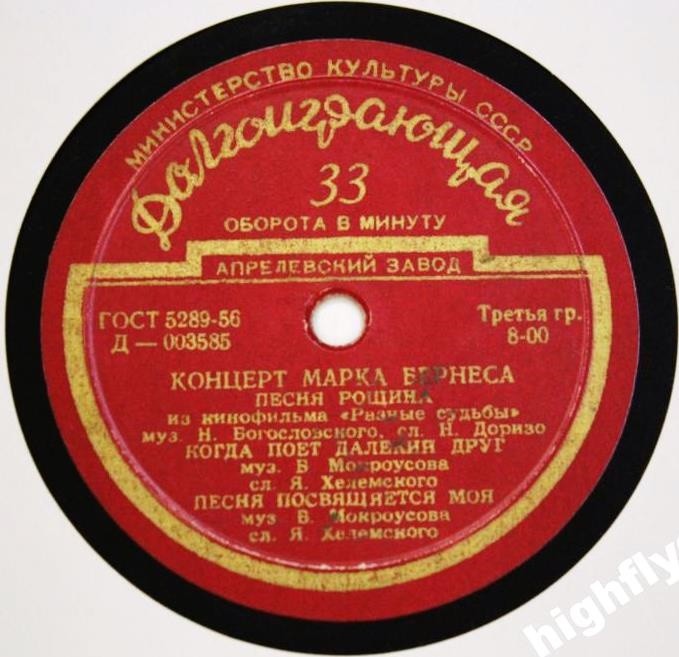 МИНИСТЕРСТВО КУЛЬТУРЫ СССР
Долгоиграющая
33
ОБОРОТА В МИНУТУ
АПРЕЛЕВСКИЙ ЗАВОД
ГОСТ 5289-56
Д — 003585
Третья гр.
8-00
КОНЦЕРТ МАРКА БЕРНЕСА
ПЕСНЯ РОЩИНА
из кинофильма «Разные судьбы»
муз. Н. Богословского, сл. Н. Доризо
КОГДА ПОЕТ ДАЛЕКИЙ ДРУГ
муз. Б Мокроусова
сл. Я. Хелемского
ПЕСНЯ ПОСВЯЩАЕТСЯ МОЯ
муз Б. Мокроусова
сл. Я. Хелемского
highfly